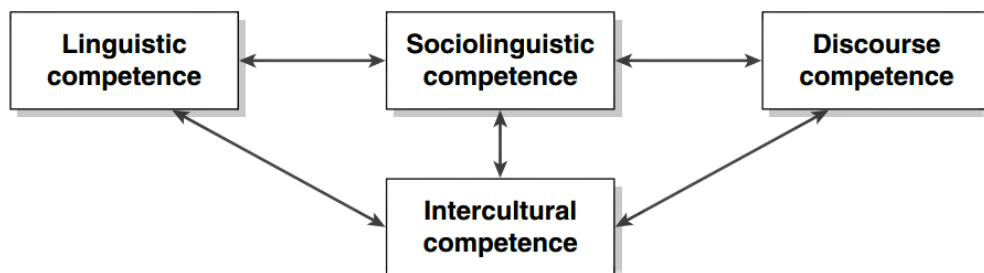 Linguistic
competence
Sociolinguistic
competence
Discourse
competence
Intercultural
competence